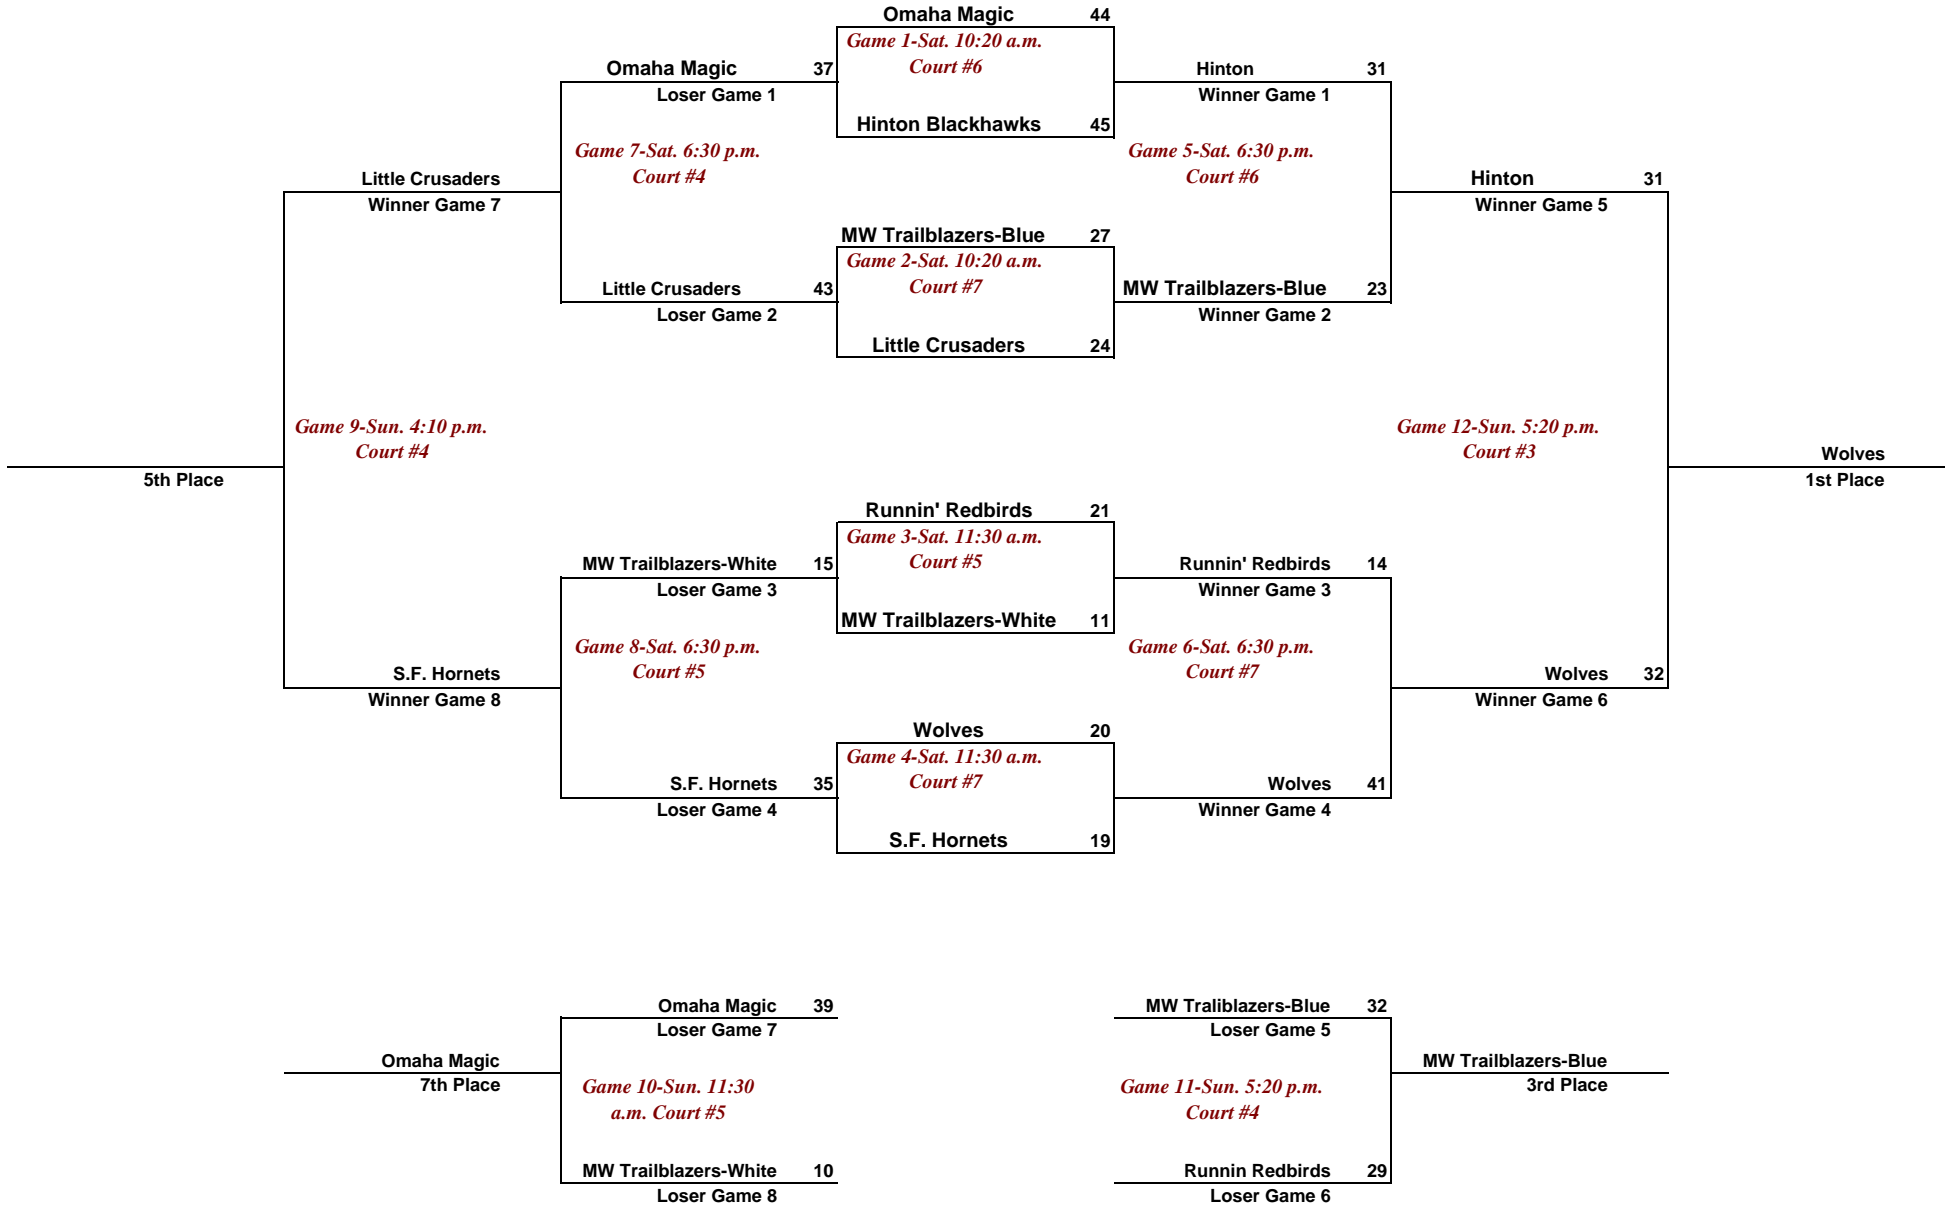 Omaha Magic 44
Game 1-Sat. 10:20 a.m.
Court #6
Omaha Magic 37
Loser Game 1
Hinton 31
Winner Game 1
Hinton Blackhawks 45
Game 7-Sat. 6:30 p.m.
Court #4
Game 5-Sat. 6:30 p.m.
Court #6
Little Crusaders
Winner Game 7
Hinton 31
Winner Game 5
MW Trailblazers-Blue 27
Game 2-Sat. 10:20 a.m.
Court #7
Little Crusaders 43
Loser Game 2
MW Trailblazers-Blue 23
Winner Game 2
Little Crusaders 24
Game 9-Sun. 4:10 p.m.
Court #4
Game 12-Sun. 5:20 p.m.
Court #3
5th Place
Wolves
1st Place
Runnin' Redbirds 21
Game 3-Sat. 11:30 a.m.
Court #5
MW Trailblazers-White 15
Loser Game 3
Runnin' Redbirds 14
Winner Game 3
MW Trailblazers-White 11
Game 8-Sat. 6:30 p.m.
Court #5
Game 6-Sat. 6:30 p.m.
Court #7
S.F. Hornets
Winner Game 8
Wolves 32
Winner Game 6
Wolves 20
Game 4-Sat. 11:30 a.m.
Court #7
S.F. Hornets 35
Loser Game 4
Wolves 41
Winner Game 4
S.F. Hornets 19
Omaha Magic 39
Loser Game 7
MW Traliblazers-Blue 32
Loser Game 5
Omaha Magic
7th Place
MW Trailblazers-Blue
3rd Place
Game 10-Sun. 11:30
a.m. Court #5
Game 11-Sun. 5:20 p.m.
Court #4
MW Trailblazers-White 10
Loser Game 8
Runnin Redbirds 29
Loser Game 6